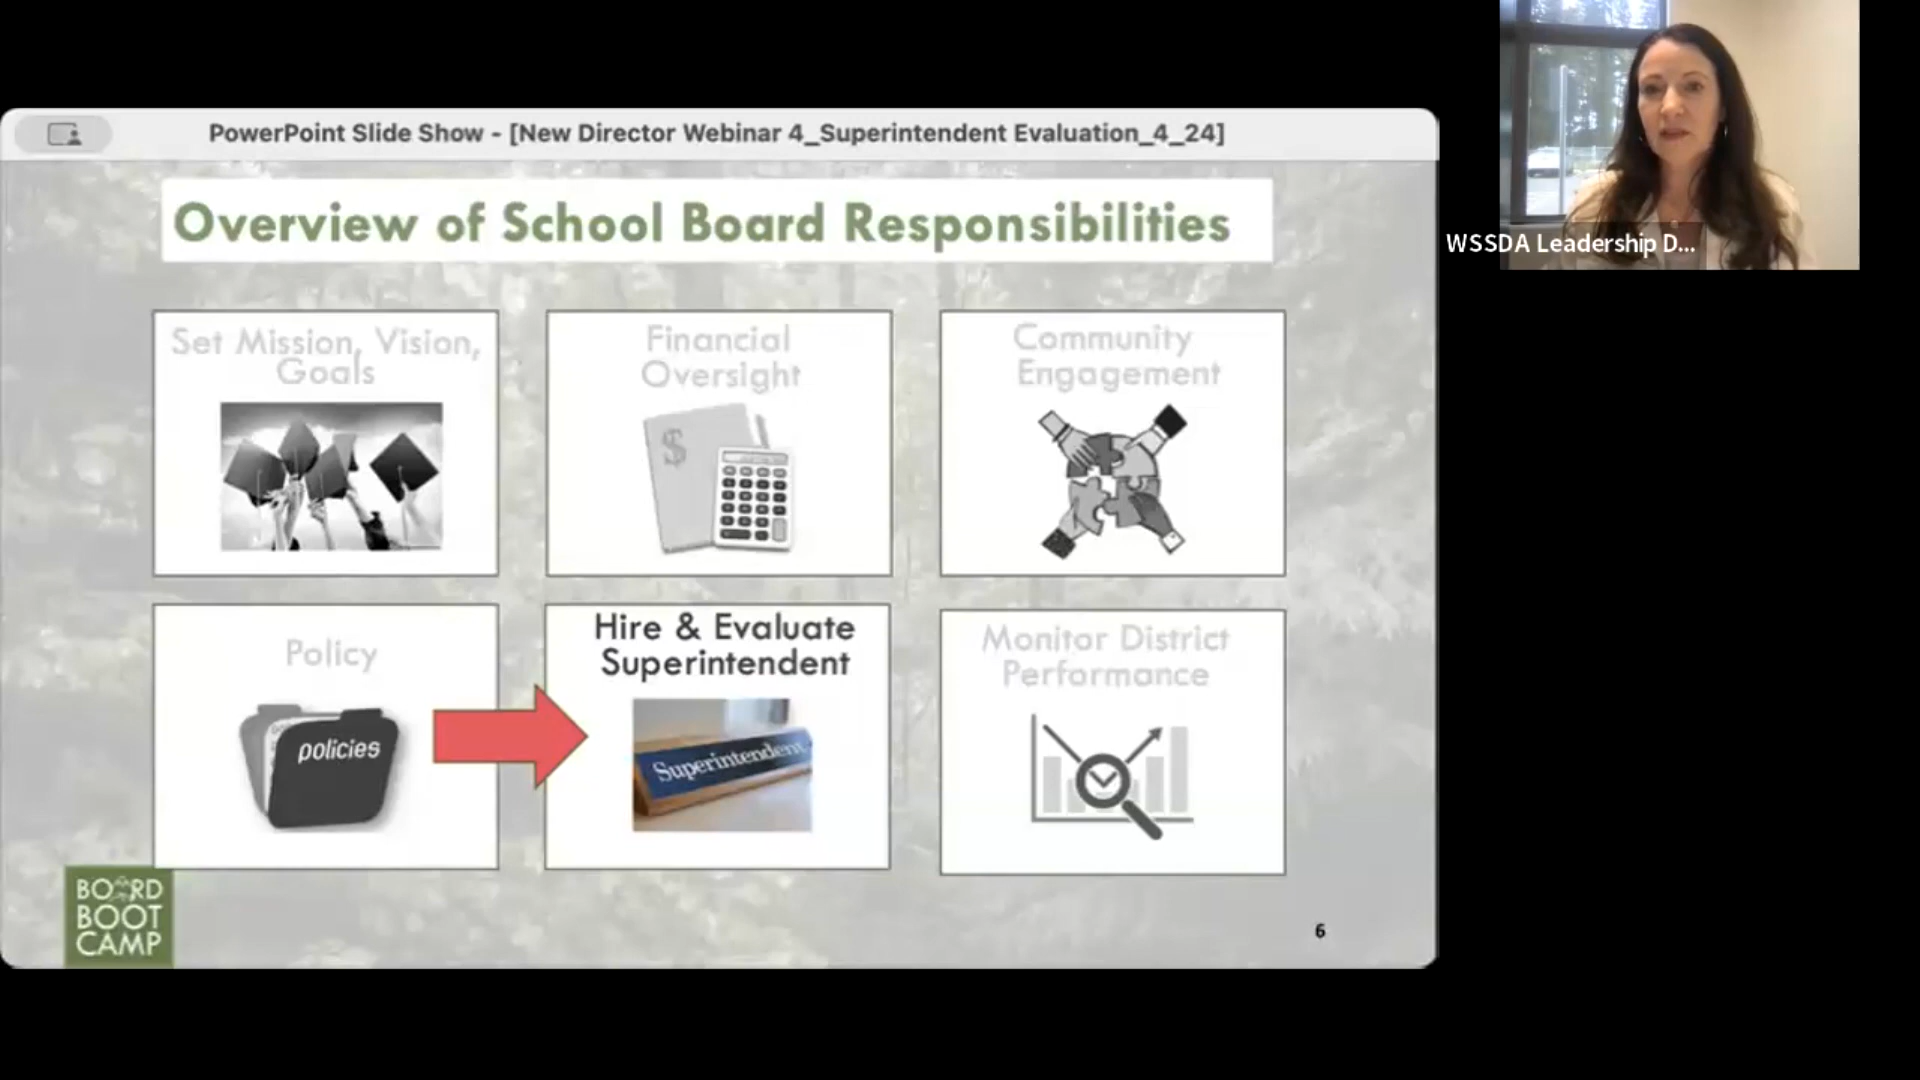 PowerPoint Slide Show - [New Director Webinar 4_Superintendent Evaluation_4_24]
Overview of School Board Responsibilities
Set Mission, Vision,
Goals
Financial
Oversight
$
Community
Engagement
Policy
policies
Hire & Evaluate
Superintendent
Superintendent
Monitor District
Performance
BOARD
BOOT
CAMP
6
WSSDA Leadership D...